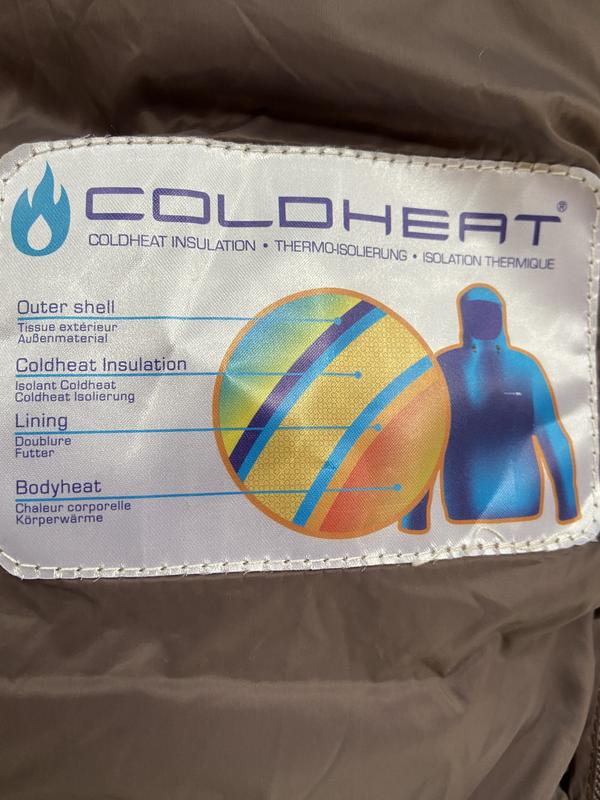 COLDHEAT®
COLDHEAT INSULATION • THERMO-ISOLIERUNG • ISOLATION THERMIQUE
Outer shell
Tissue extérieur
Außenmaterial
Coldheat Insulation
Isolant Coldheat
Coldheat Isolierung
Lining
Doublure
Futter
Bodyheat
Chaleur corporelle
Körperwärme